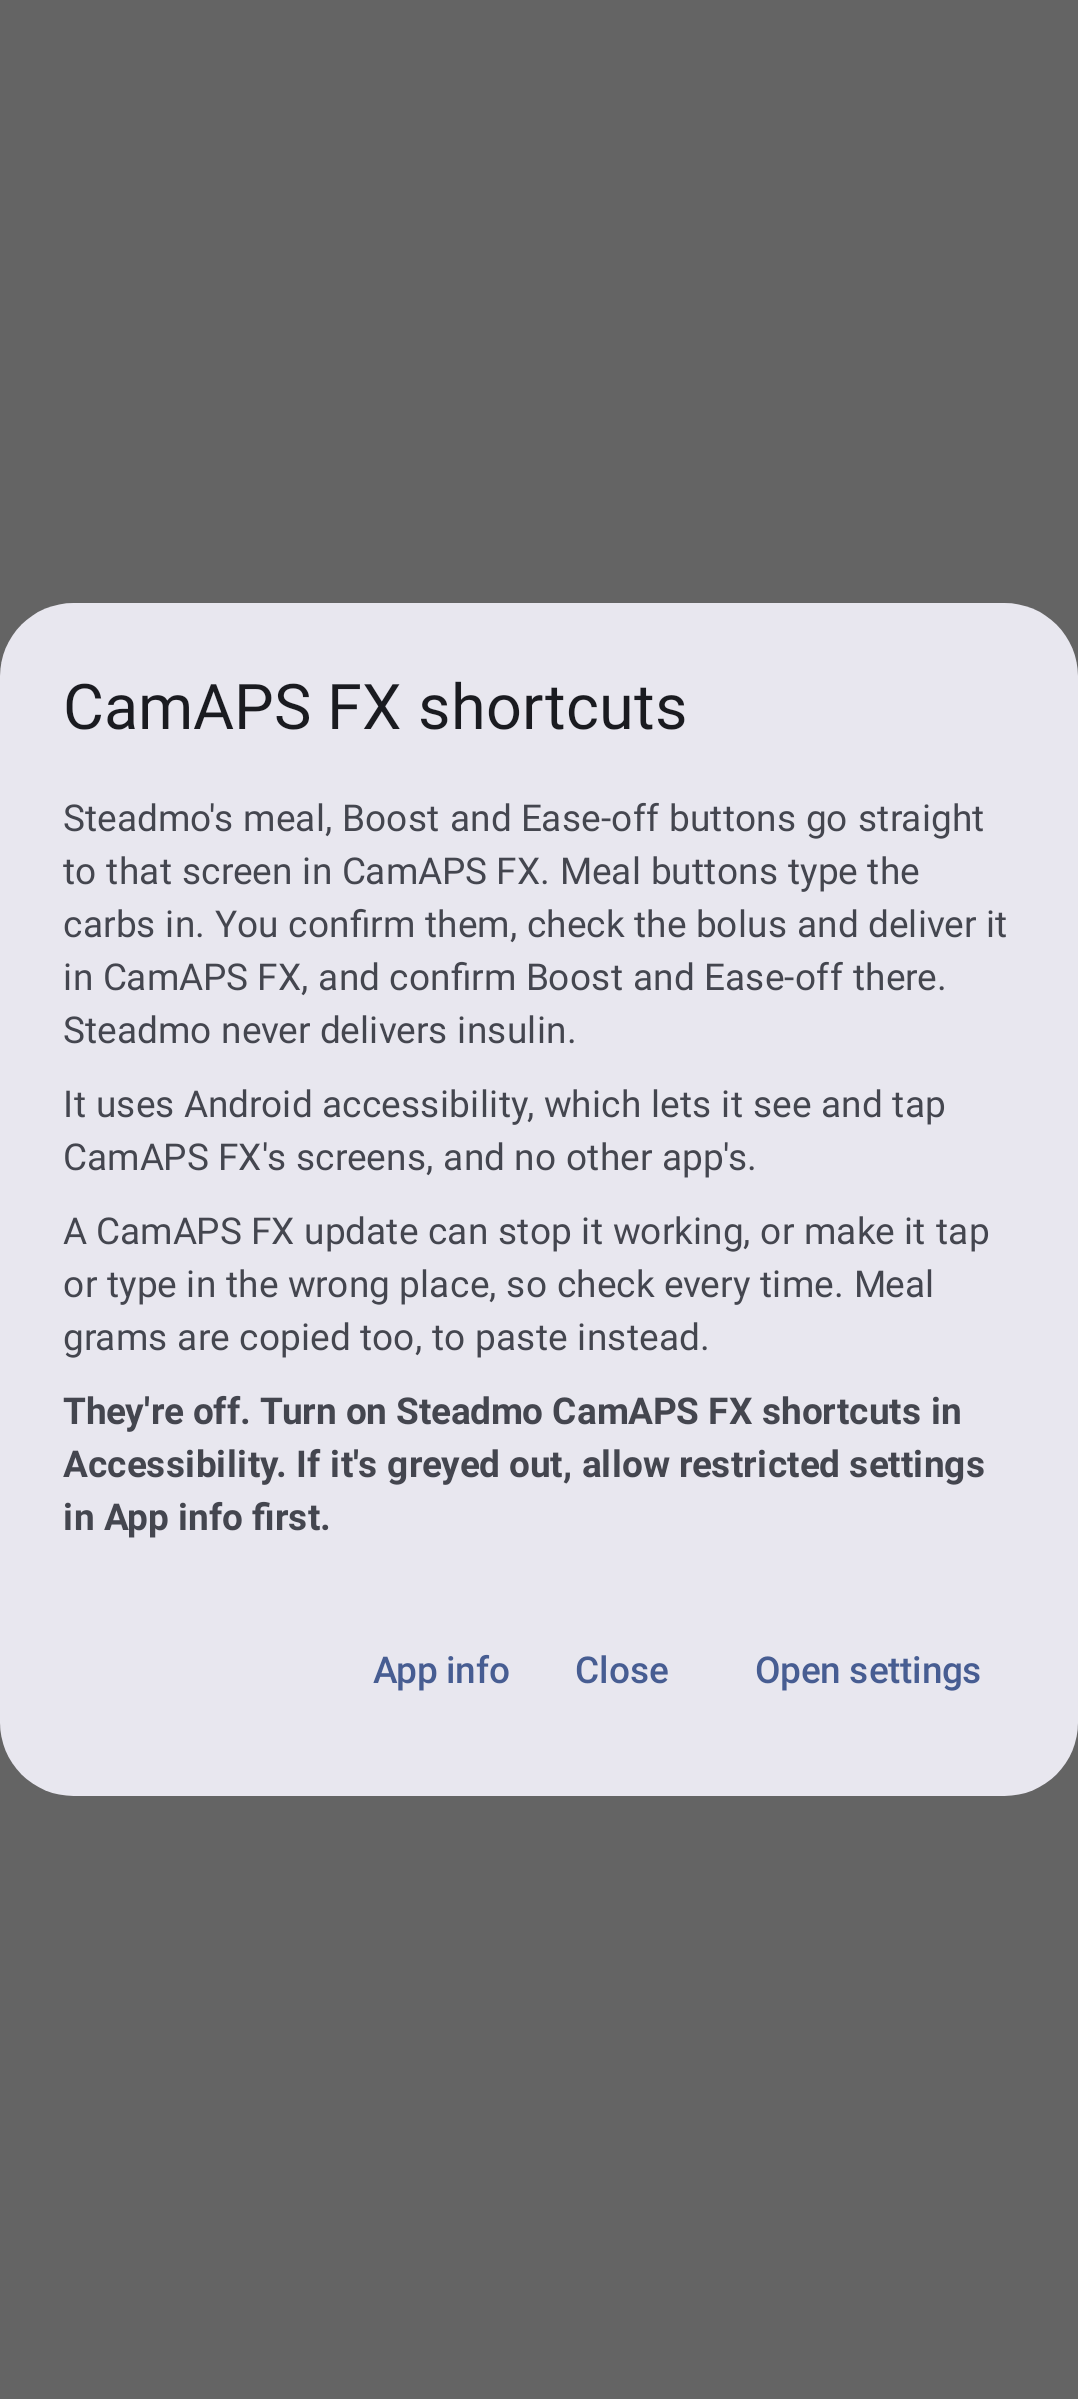 CamAPS FX shortcuts
Steadmo's meal, Boost and Ease-off buttons go straight
to that screen in CamAPS FX. Meal buttons type the
carbs in. You confirm them, check the bolus and deliver it
in CamAPS FX, and confirm Boost and Ease-off there.
Steadmo never delivers insulin.
It uses Android accessibility, which lets it see and tap
CamAPS FX's screens, and no other app's.
A CamAPS FX update can stop it working, or make it tap
or type in the wrong place, so check every time. Meal
grams are copied too, to paste instead.
They're off. Turn on Steadmo CamAPS FX shortcuts in
Accessibility. If it's greyed out, allow restricted settings
in App info first.
App info Close Open settings